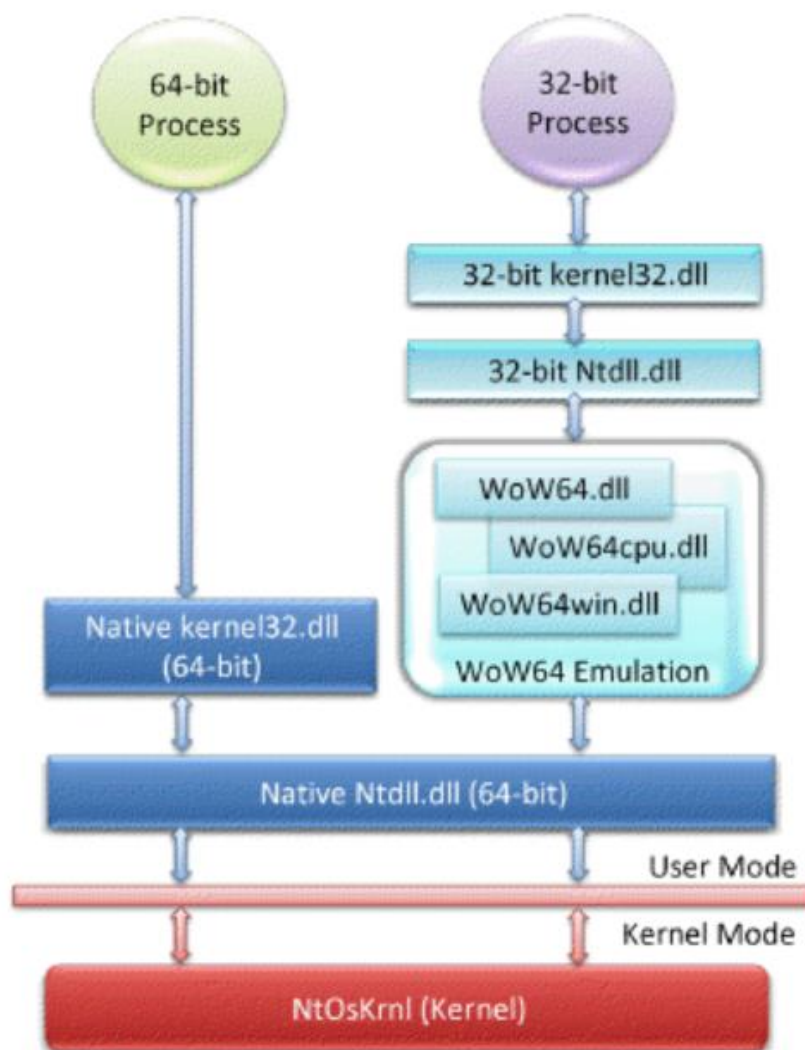 64-bit
Process
32-bit
Process
32-bit kernel32.dll
32-bit Ntdll.dll
WoW64.dll
WoW64cpu.dll
WoW64win.dll
WoW64 Emulation
Native kernel32.dll
(64-bit)
Native Ntdll.dll (64-bit)
User Mode
Kernel Mode
NtOsKrnl (Kernel)